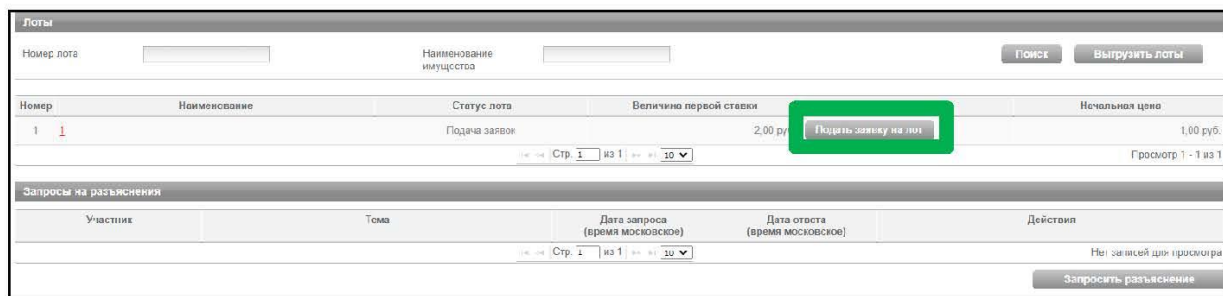 Лоты
Номер лота Наименование имущества Поиск Выгрузить лоты
Номер Наименование Статус лота Величина первой ставки Начальная цена
1 1 Подача заявок 2,00 ру Подать заявку на лот 1,00 руб.
Стр. 1 из 1 10 Просмотр 1 - 1 из 1
Запросы на разъяснения
Участник Тема Дата запроса (время московское) Дата ответа (время московское) Действия
Стр. 1 из 1 10 Нет записей для просмотра
Запросить разъяснение